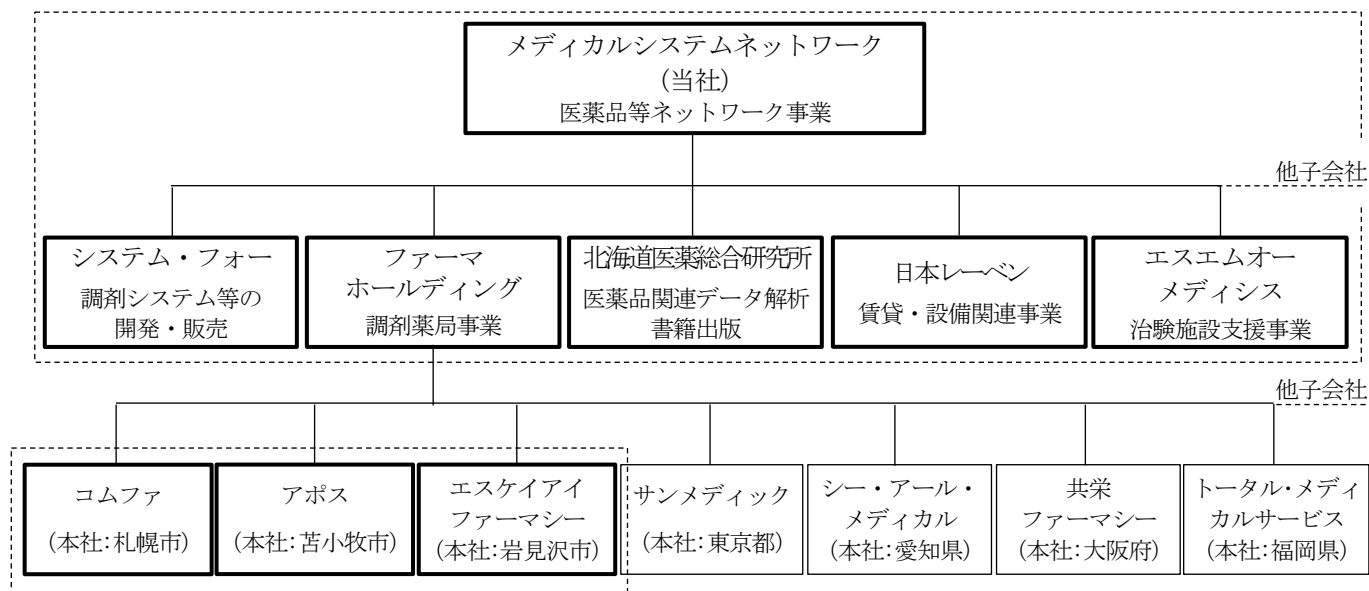 メディカルシステムネットワーク
(当社)
医薬品等ネットワーク事業
他子会社
システム・フォー
調剤システム等の
開発・販売
ファーマ
ホールディング
調剤薬局事業
北海道医薬総合研究所
医薬品関連データ解析
書籍出版
日本レーベン
賃貸・設備関連事業
エスエムオー
メディシス
治験施設支援事業
他子会社
コムファ
(本社:札幌市)
アポス
(本社:苫小牧市)
エスケイアイ
ファーマシー
(本社:岩見沢市)
サンメディック
(本社:東京都)
シー・アール・
メディカル
(本社:愛知県)
共栄
ファーマシー
(本社:大阪府)
トータル・メディ
カルサービス
(本社:福岡県)